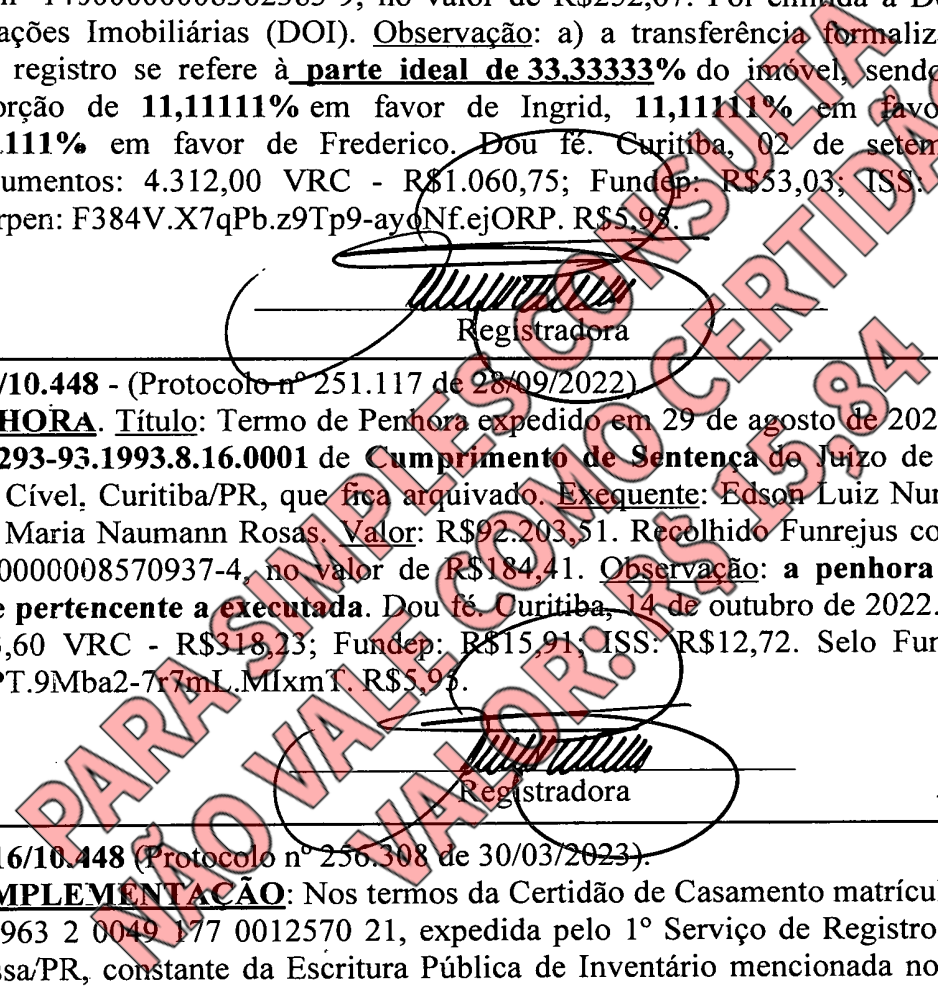 no valor de R$252,07.
ações Imobiliárias (DOI). Observação: a) a transferência formaliz
registro se refere à parte ideal de 33,33333% do imóvel, send
orção de 11,11111% em favor de Ingrid, 11,11111% em favo
.111% em favor de Frederico. Dou fé. Curitiba, 02 de setem
umentos: 4.312,00 VRC - R$1.060,75; Fundep: R$53,03; ISS:
rpen: F384V.X7qPb.z9Tp9-ayoNf.ejORP. R$5,95.
Registradora
/10.448 - (Protocolo nº 251.117 de 28/09/2022).
HORA. Título: Termo de Penhora expedido em 29 de agosto de 202
293-93.1993.8.16.0001 de Cumprimento de Sentença do Juízo de
Cível. Curitiba/PR, que fica arquivado. Exequente: Edson Luiz Nun
Maria Naumann Rosas. Valor: R$92.203,51. Recolhido Funrejus co
0000008570937-4, no valor de R$184,41. Observação: a penhora
e pertencente a executada. Dou fé. Curitiba, 14 de outubro de 2022.
,60 VRC - R$318,23; Fundep: R$15,91; ISS: R$12,72. Selo Fun
PT.9Mba2-7r7mL.MIxmT. R$5,95.
Registradora
16/10.448 (Protocolo nº 256.308 de 30/03/2023).
MPLEMENTAÇÃO: Nos termos da Certidão de Casamento matrícul
963 2 0049 177 0012570 21, expedida pelo 1º Serviço de Registro
ssa/PR, constante da Escritura Pública de Inventário mencionada no
PARA SIMPLES CONSULTA
NÃO VALE COMO CERTIDÃO
VALOR: R$ 15,84